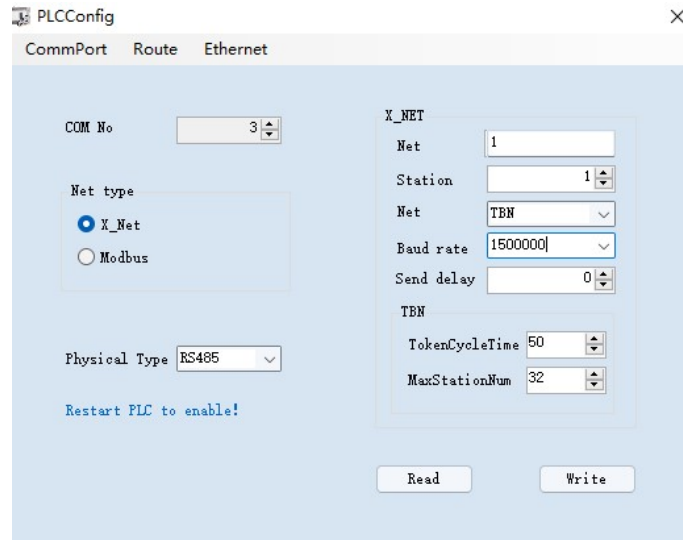 PLCConfig
CommPort Route Ethernet
COM No 3
Net type
X_Net
Modbus
Physical Type RS485
Restart PLC to enable!
X_NET
Net 1
Station 1
Net TBN
Baud rate 1500000
Send delay 0
TBN
TokenCycleTime 50
MaxStationNum 32
Read Write